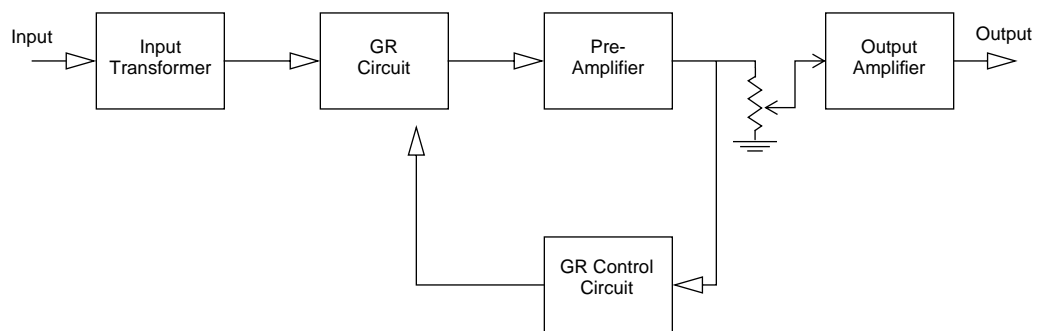 Input
Input
Transformer
GR
Circuit
Pre-
Amplifier
Output
Amplifier
Output
GR Control
Circuit